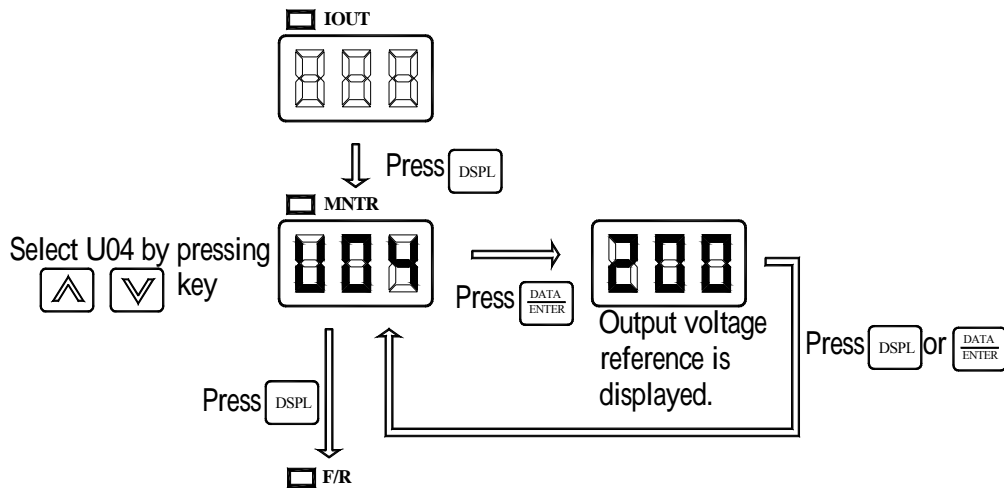 IOUT
Press DSPL
MNTR
Select U04 by pressing
key
U04
Press DATA
ENTER
200
Output voltage
reference is
displayed.
Press DSPL or DATA
ENTER
Press DSPL
F/R